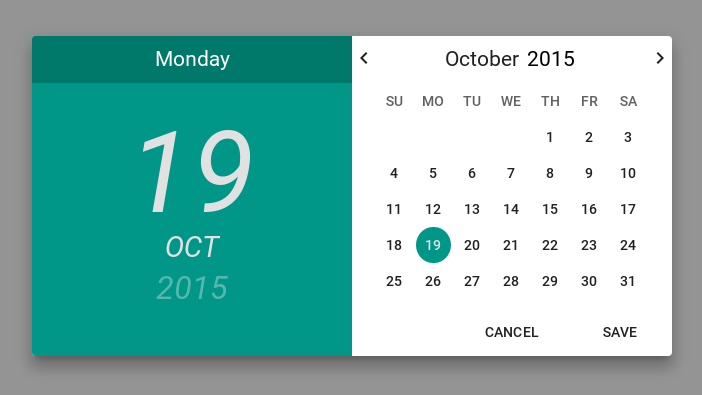 Monday
19
OCT
2015
October 2015
SU MO TU WE TH FR SA
1 2 3
4 5 6 7 8 9 10
11 12 13 14 15 16 17
18 19 20 21 22 23 24
25 26 27 28 29 30 31
CANCEL SAVE